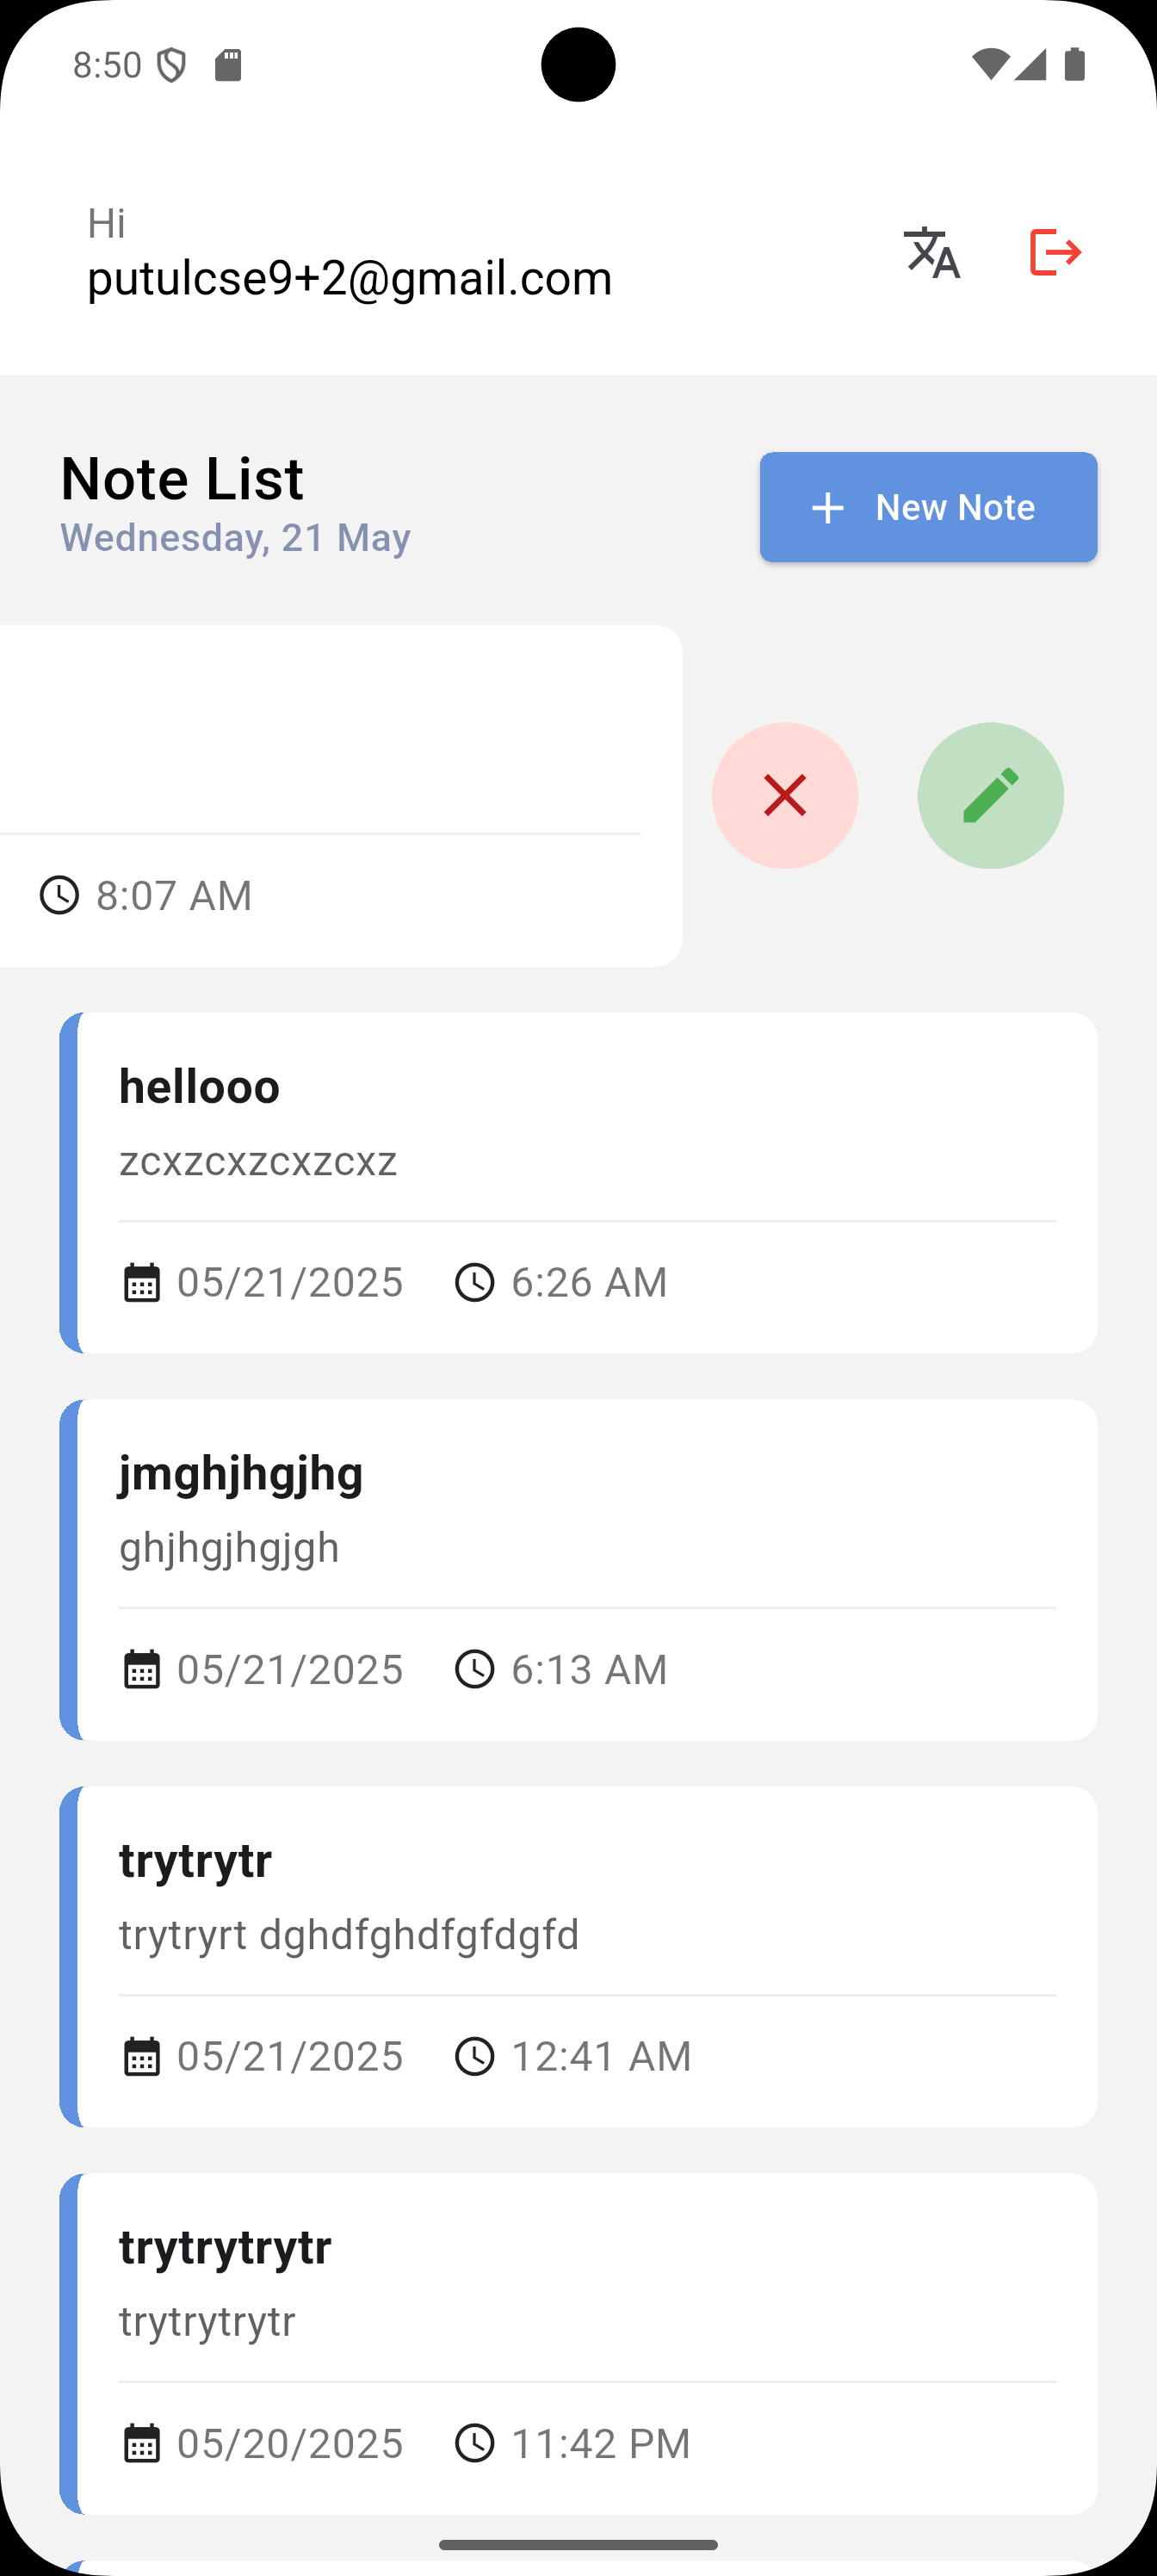 8:50
Hi
putulcse9+2@gmail.com
Note List
Wednesday, 21 May
New Note
8:07 AM
hellooo
zcxzcxzcxzcxz
05/21/2025 6:26 AM
jmghjhgjhg
ghjhgjhgjgh
05/21/2025 6:13 AM
trytrytr
trytryrt dghdfghdfgfdgfd
05/21/2025 12:41 AM
trytrytrytr
trytrytrytr
05/20/2025 11:42 PM